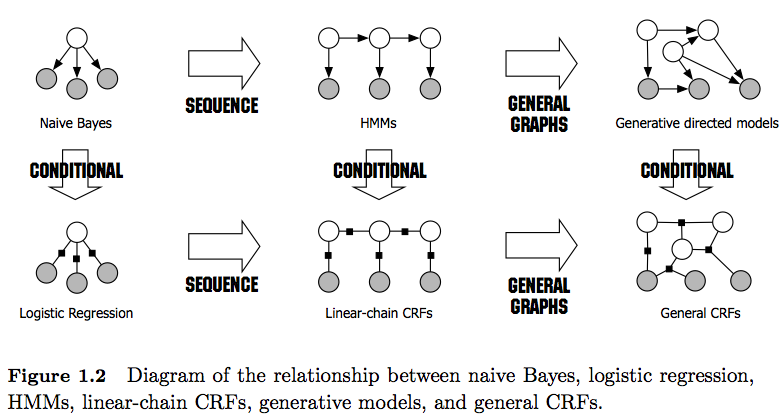 SEQUENCE
GENERAL
GRAPHS
Naive Bayes
HMMs
Generative directed models
CONDITIONAL
CONDITIONAL
CONDITIONAL
SEQUENCE
GENERAL
GRAPHS
Logistic Regression
Linear-chain CRFs
General CRFs
Figure 1.2 Diagram of the relationship between naive Bayes, logistic regression,
HMMs, linear-chain CRFs, generative models, and general CRFs.